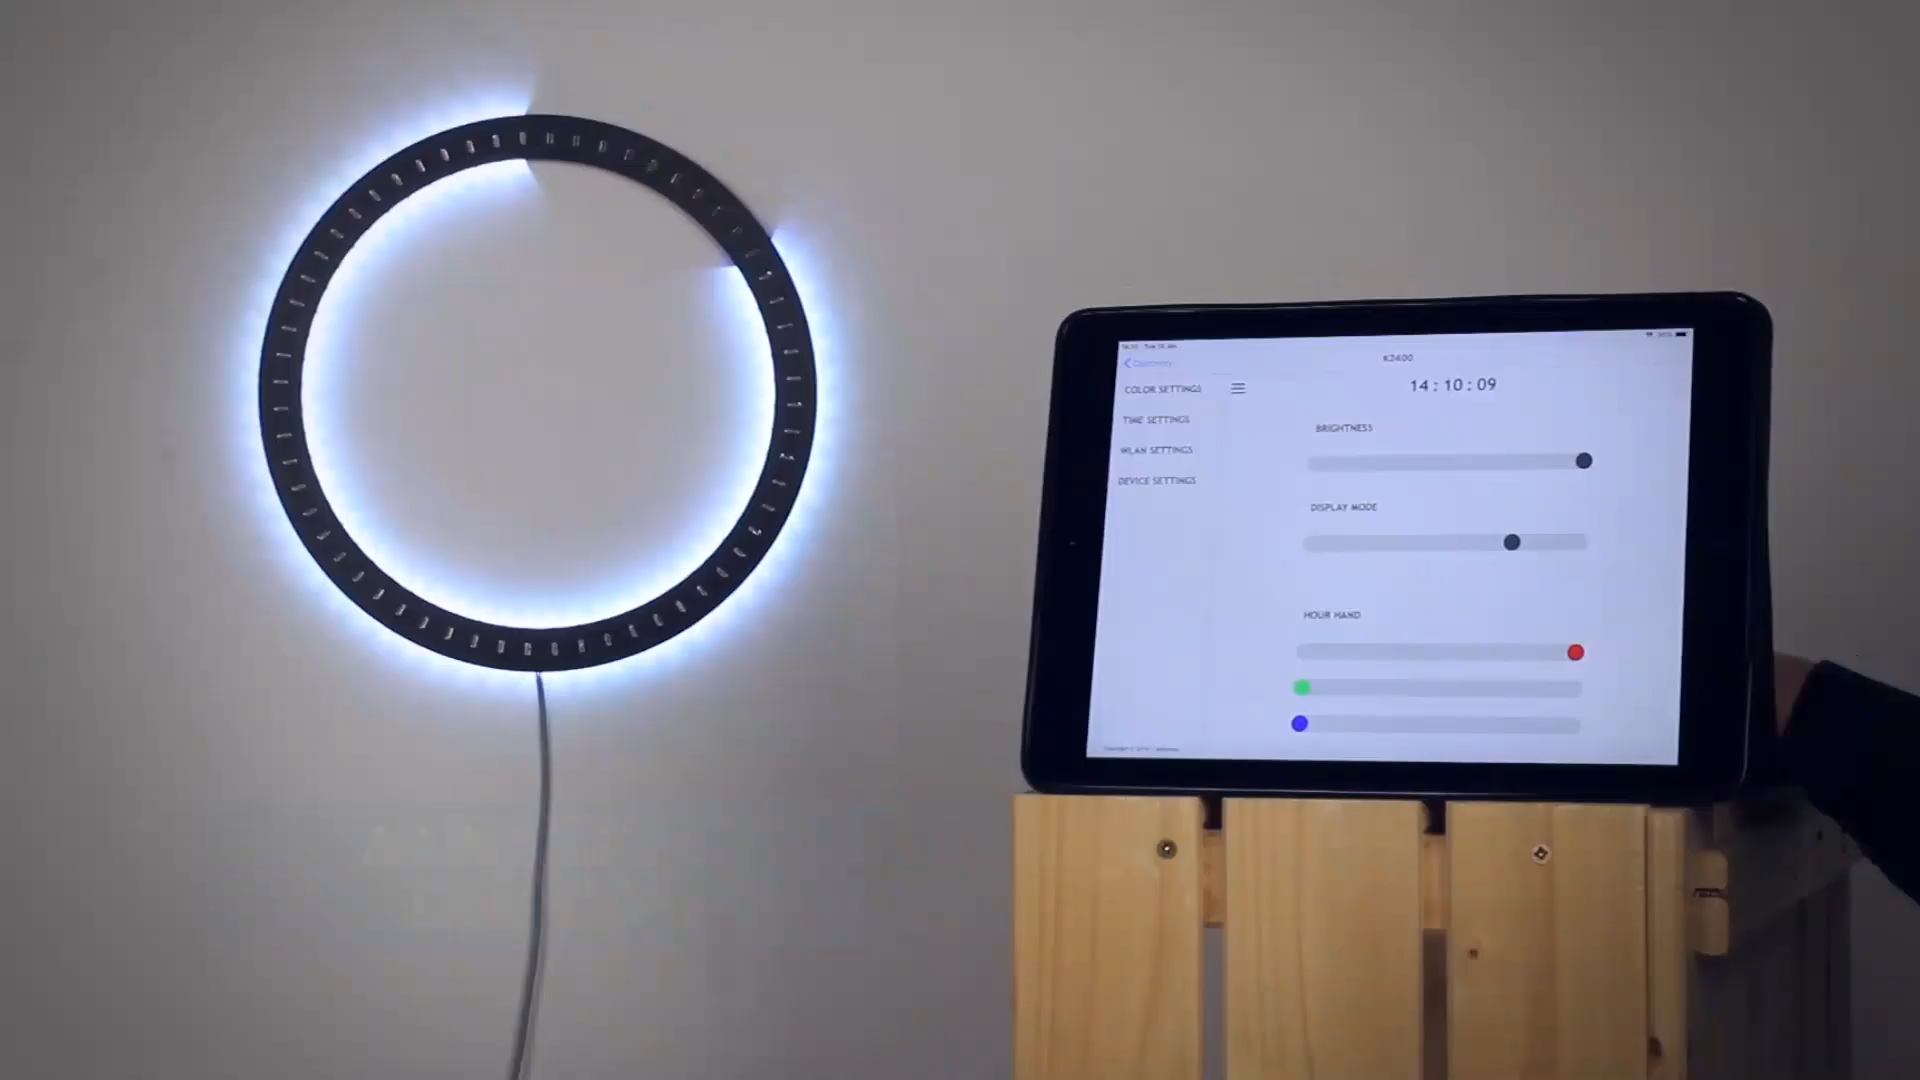 K2400
COLOR SETTINGS
14:10:09
TIME SETTINGS
BRIGHTNESS
WLAN SETTINGS
DEVICE SETTINGS
DISPLAY MODE
HOUR HAND